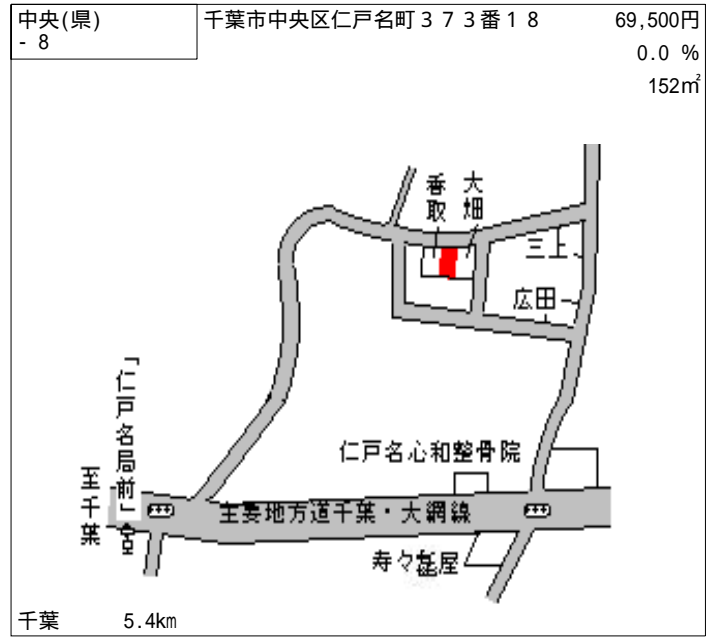 中央(県)
- 8
千葉市中央区仁戸名町３７３番１８
69,500円
0.0 %
152㎡
香取
大畑
三上
広田
「仁戸名局前」
至千葉
仁戸名心和整骨院
主要地方道千葉・大網線
千葉 5.4km